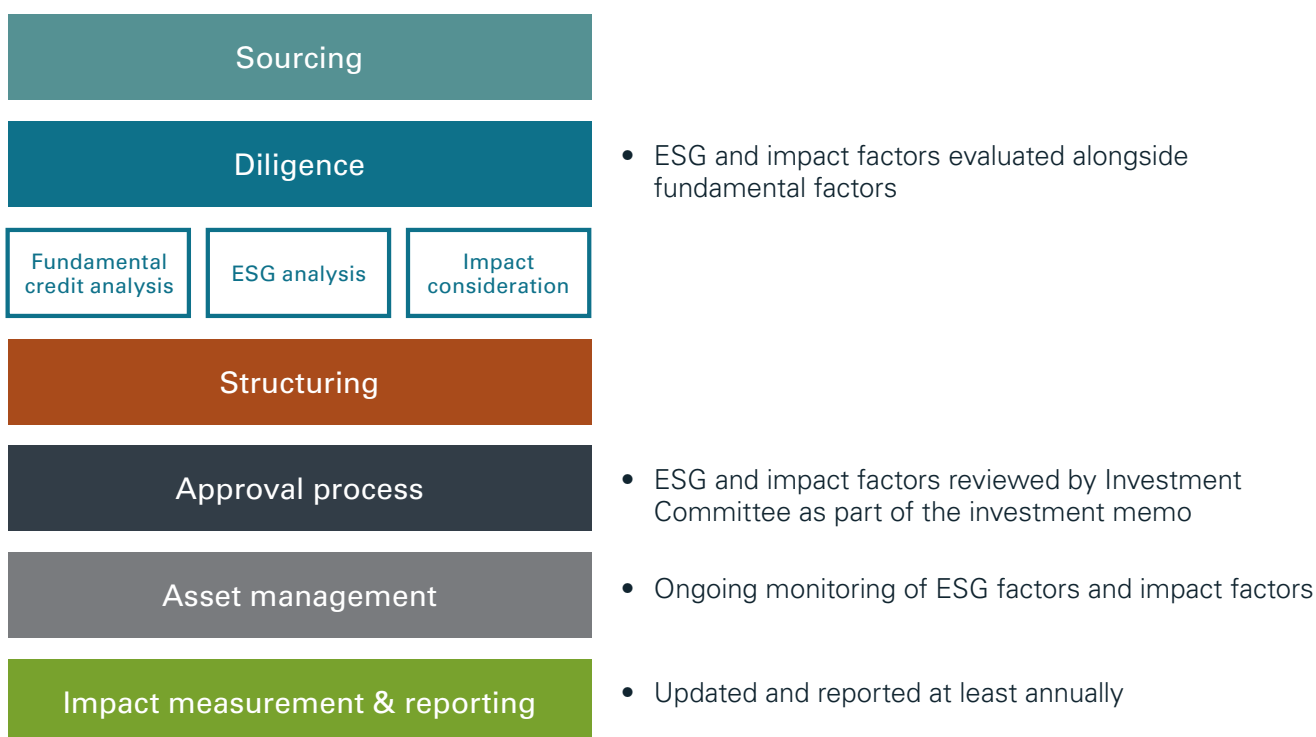 Sourcing
Diligence
• ESG and impact factors evaluated alongside
fundamental factors
Fundamental
credit analysis
ESG analysis
Impact
consideration
Structuring
Approval process
• ESG and impact factors reviewed by Investment
Committee as part of the investment memo
Asset management
• Ongoing monitoring of ESG factors and impact factors
Impact measurement & reporting
• Updated and reported at least annually